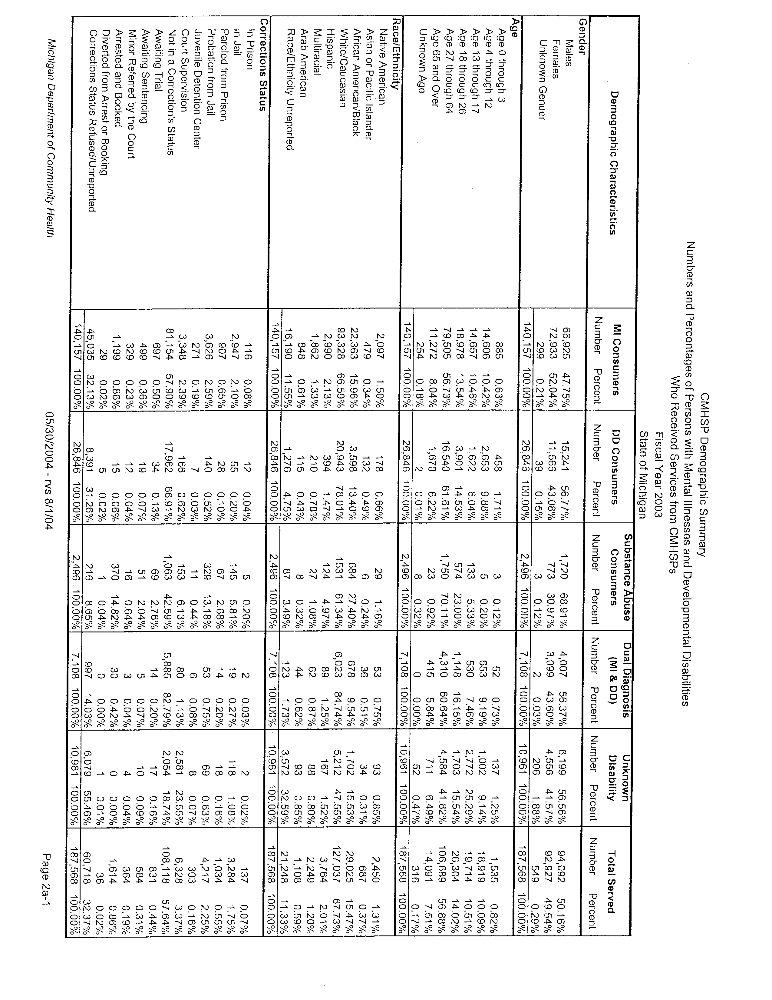 CMHSP Demographic Summary
Numbers and Percentages of Persons with Mental Illnesses and Developmental Disabilities
Who Received Services from CMHSPs
Fiscal Year 2003
State of Michigan
Demographic Characteristics MI Consumers DD Consumers Substance Abuse Consumers Dual Diagnosis (MI & DD) Unknown Disability Total Served
Number Percent Number Percent Number Percent Number Percent Number Percent Number Percent
Gender
Males 66,925 47.75% 15,241 56.77% 1,720 68.91% 4,007 56.37% 6,199 56.56% 94,092 50.16%
Females 72,933 52.04% 11,566 43.08% 773 30.97% 3,099 43.60% 4,556 41.57% 92,927 49.54%
Unknown Gender 299 0.21% 39 0.15% 3 0.12% 2 0.03% 206 1.88% 549 0.29%
140,157 100.00% 26,846 100.00% 2,496 100.00% 7,108 100.00% 10,961 100.00% 187,568 100.00%
Age
Age 0 through 3 885 0.63% 458 1.71% 3 0.12% 52 0.73% 137 1.25% 1,535 0.82%
Age 4 through 12 14,606 10.42% 2,653 9.88% 5 0.20% 653 9.19% 1,002 9.14% 18,919 10.09%
Age 13 through 17 14,657 10.46% 1,622 6.04% 133 5.33% 530 7.46% 2,772 25.29% 19,714 10.51%
Age 18 through 26 18,978 13.54% 3,901 14.53% 574 23.00% 1,148 16.15% 1,703 15.54% 26,304 14.02%
Age 27 through 64 79,505 56.73% 16,540 61.61% 1,750 70.11% 4,310 60.64% 4,584 41.82% 106,689 56.88%
Age 65 and Over 11,272 8.04% 1,670 6.22% 23 0.92% 415 5.84% 711 6.49% 14,091 7.51%
Unknown Age 254 0.18% 2 0.01% 8 0.32% 0 0.00% 52 0.47% 316 0.17%
140,157 100.00% 26,846 100.00% 2,496 100.00% 7,108 100.00% 10,961 100.00% 187,568 100.00%
Race/Ethnicity
Native American 2,097 1.50% 178 0.66% 29 1.16% 53 0.75% 93 0.85% 2,450 1.31%
Asian or Pacific Islander 479 0.34% 132 0.49% 6 0.24% 36 0.51% 34 0.31% 687 0.37%
African American/Black 22,363 15.96% 3,598 13.40% 684 27.40% 678 9.54% 1,702 15.53% 29,025 15.47%
White/Caucasian 93,328 66.59% 20,943 78.01% 1531 61.34% 6,023 84.74% 5,212 47.55% 127,037 67.73%
Hispanic 2,990 2.13% 394 1.47% 124 4.97% 89 1.25% 167 1.52% 3,764 2.01%
Multiracial 1,862 1.33% 210 0.78% 27 1.08% 62 0.87% 88 0.80% 2,249 1.20%
Arab American 848 0.61% 115 0.43% 8 0.32% 44 0.62% 93 0.85% 1,108 0.59%
Race/Ethnicity Unreported 16,190 11.55% 1,276 4.75% 87 3.49% 123 1.73% 3,572 32.59% 21,248 11.33%
140,157 100.00% 26,846 100.00% 2,496 100.00% 7,108 100.00% 10,961 100.00% 187,568 100.00%
Corrections Status
In Prison 116 0.08% 12 0.04% 5 0.20% 2 0.03% 2 0.02% 137 0.07%
In Jail 2,947 2.10% 55 0.20% 145 5.81% 19 0.27% 118 1.08% 3,284 1.75%
Paroled from Prison 907 0.65% 28 0.10% 67 2.68% 14 0.20% 18 0.16% 1,034 0.55%
Probation from Jail 3,626 2.59% 140 0.52% 329 13.18% 53 0.75% 69 0.63% 4,217 2.25%
Juvenile Detention Center 271 0.19% 7 0.03% 11 0.44% 6 0.08% 8 0.07% 303 0.16%
Court Supervision 3,348 2.39% 166 0.62% 153 6.13% 80 1.13% 2,581 23.55% 6,328 3.37%
Not in a Correction's Status 81,154 57.90% 17,962 66.91% 1,063 42.59% 5,885 82.79% 2,054 18.74% 108,118 57.64%
Awaiting Trial 697 0.50% 34 0.13% 69 2.76% 14 0.20% 17 0.16% 831 0.44%
Awaiting Sentencing 499 0.36% 19 0.07% 51 2.04% 5 0.07% 10 0.09% 584 0.31%
Minor Referred by the Court 329 0.23% 12 0.04% 16 0.64% 3 0.04% 4 0.04% 364 0.19%
Arrested and Booked 1,199 0.86% 15 0.06% 370 14.82% 30 0.42% 0 0.00% 1,614 0.86%
Diverted from Arrest or Booking 29 0.02% 5 0.02% 1 0.04% 0 0.00% 1 0.01% 36 0.02%
Corrections Status Refused/Unreported 45,035 32.13% 8,391 31.26% 216 8.65% 997 14.03% 6,079 55.46% 60,718 32.37%
140,157 100.00% 26,846 100.00% 2,496 100.00% 7,108 100.00% 10,961 100.00% 187,568 100.00%
Michigan Department of Community Health 05/30/2004 - rvs 8/1/04 Page 2a-1